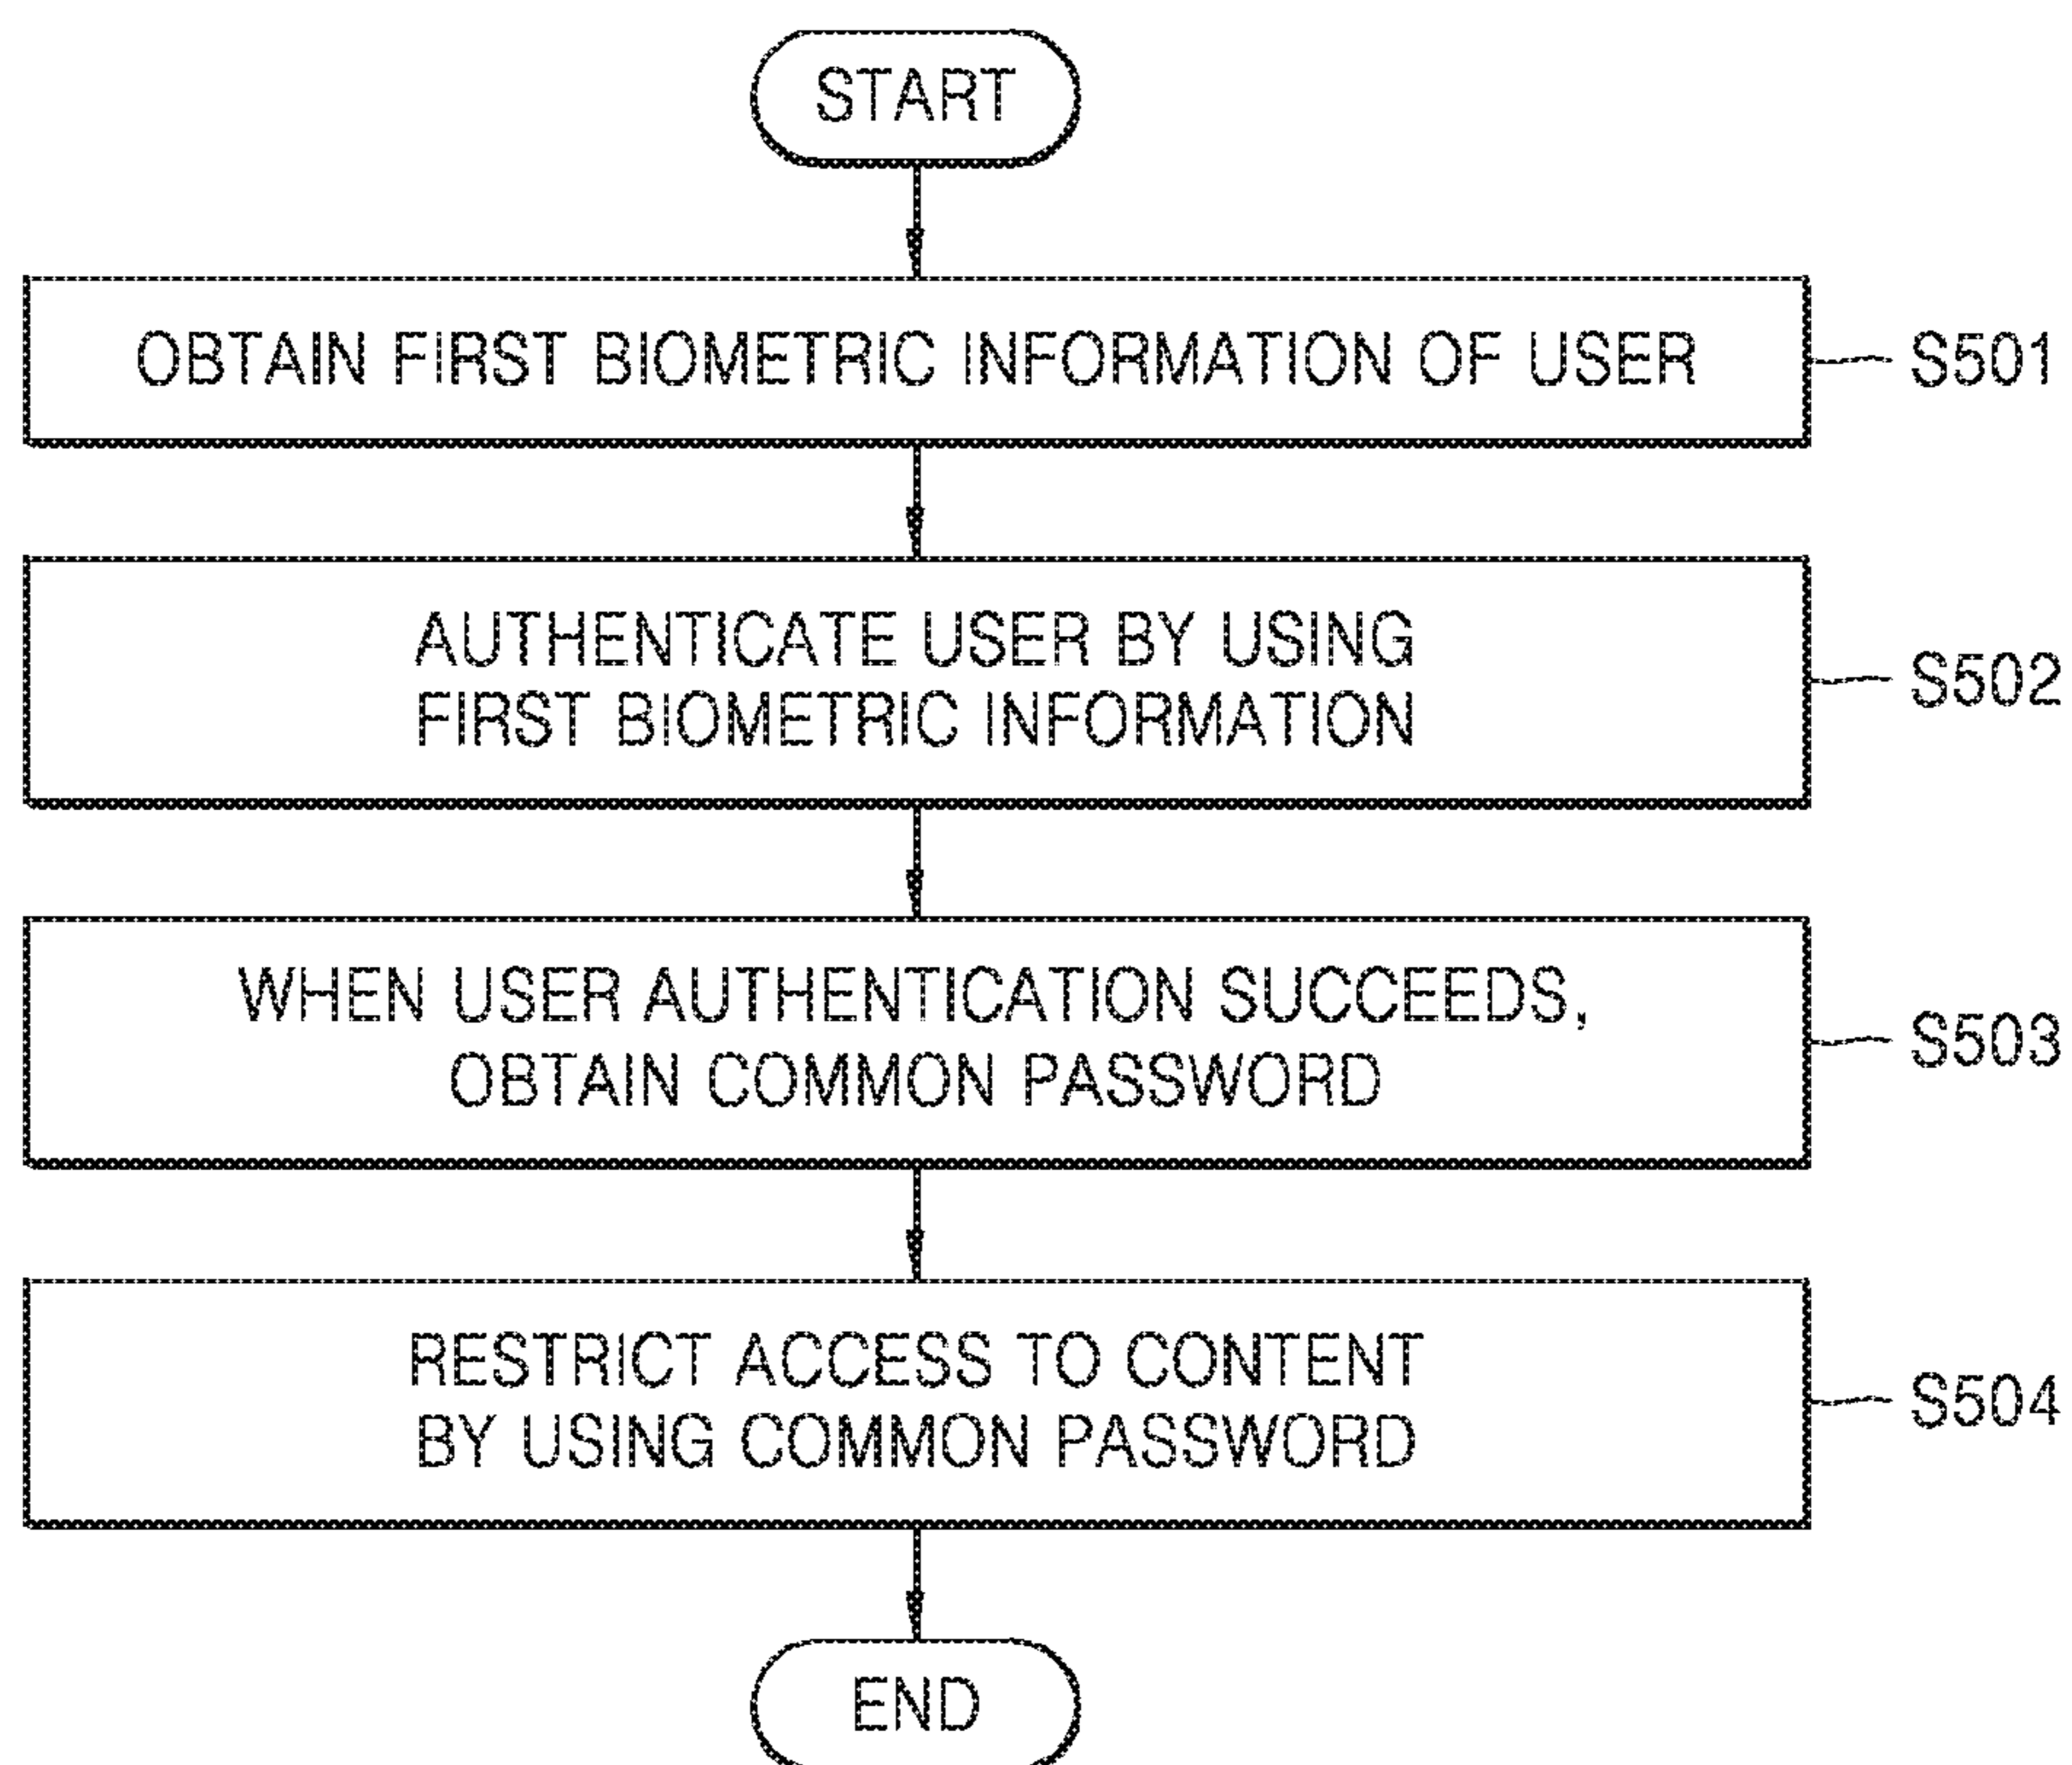 START
OBTAIN FIRST BIOMETRIC INFORMATION OF USER
S501
AUTHENTICATE USER BY USING
FIRST BIOMETRIC INFORMATION
S502
WHEN USER AUTHENTICATION SUCCEEDS,
OBTAIN COMMON PASSWORD
S503
RESTRICT ACCESS TO CONTENT
BY USING COMMON PASSWORD
S504
END